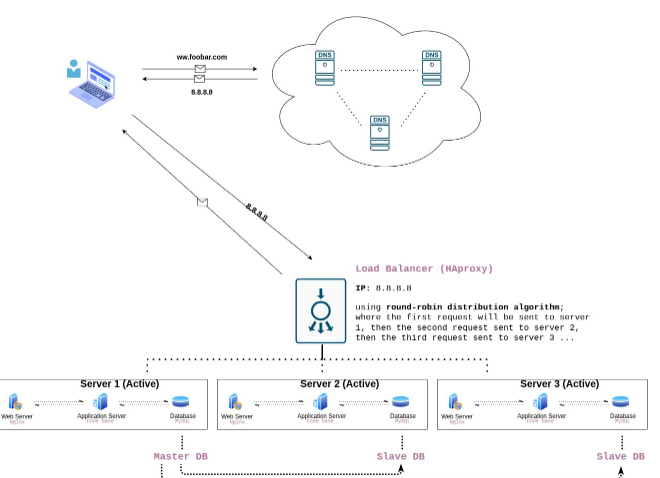 ww.foobar.com
8.8.8.8
DNS
DNS
DNS
8.8.8.8
Load Balancer (HAproxy)
IP: 8.8.8.8
using round-robin distribution algorithm;
where the first request will be sent to server
1, then the second request sent to server 2,
then the third request sent to server 3 ...
Server 1 (Active)
Web Server
Nginx
Application Server
code base
Database
MySQL
Server 2 (Active)
Web Server
Nginx
Application Server
code base
Database
MySQL
Server 3 (Active)
Web Server
Nginx
Application Server
code base
Database
MySQL
Master DB
Slave DB
Slave DB